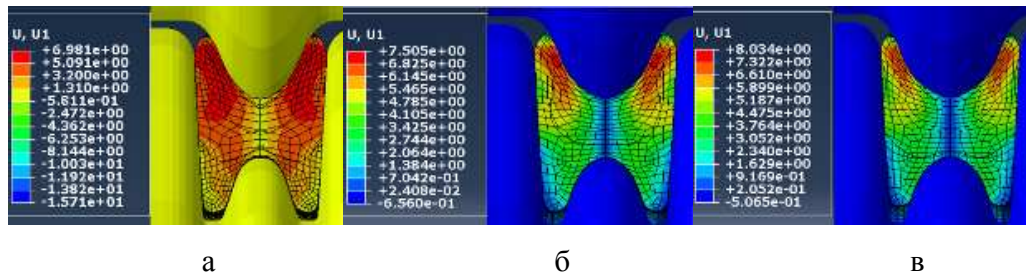 U, U1
+6.981e+00
+5.091e+00
+3.200e+00
+1.310e+00
-5.811e-01
-2.472e+00
-4.362e+00
-6.253e+00
-8.144e+00
-1.003e+01
-1.192e+01
-1.382e+01
-1.571e+01
U, U1
+7.505e+00
+6.825e+00
+6.145e+00
+5.465e+00
+4.785e+00
+4.105e+00
+3.425e+00
+2.744e+00
+2.064e+00
+1.384e+00
+7.042e-01
+2.408e-02
-6.560e-01
U, U1
+8.034e+00
+7.322e+00
+6.610e+00
+5.899e+00
+5.187e+00
+4.475e+00
+3.764e+00
+3.052e+00
+2.340e+00
+1.629e+00
+9.169e-01
+2.052e-01
-5.065e-01
а
б
в